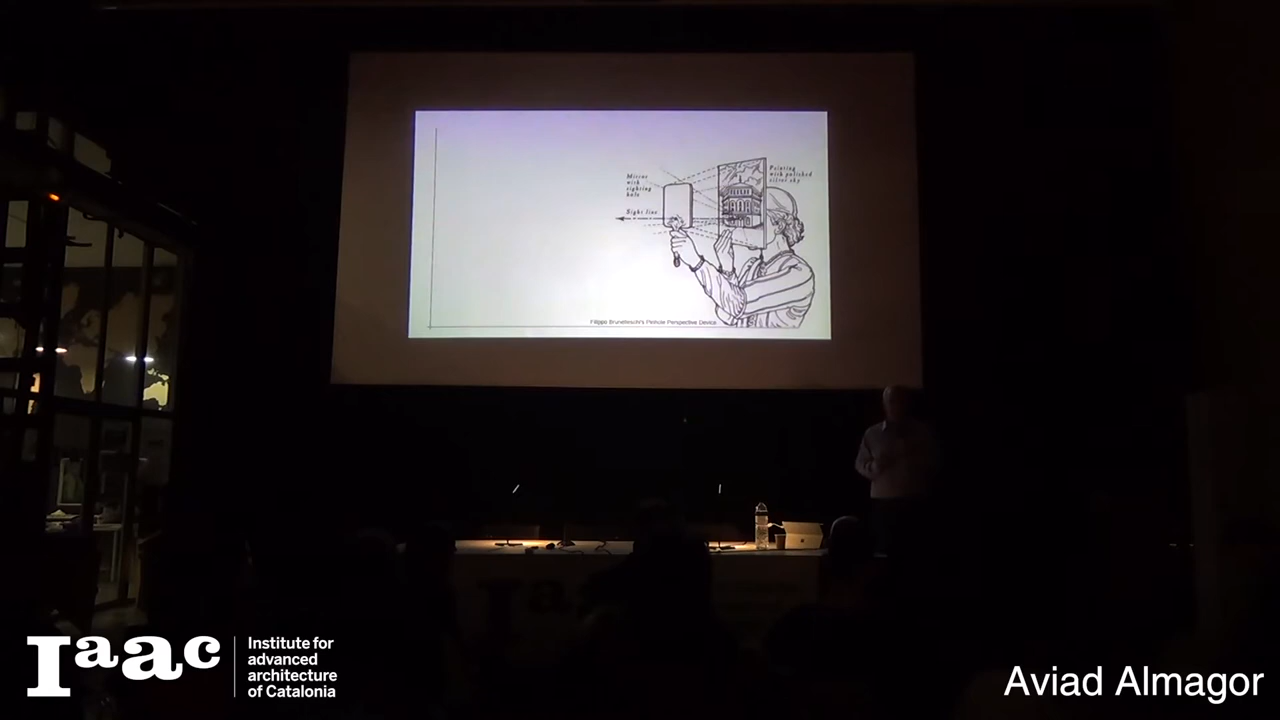 Mirror
with
sighting
hole
Painting
with polished
silver sky
Sight line
Filippo Brunelleschi's Pinhole Perspective Device.
Iaac
Iaac
Institute for
advanced
architecture
of Catalonia
Aviad Almagor